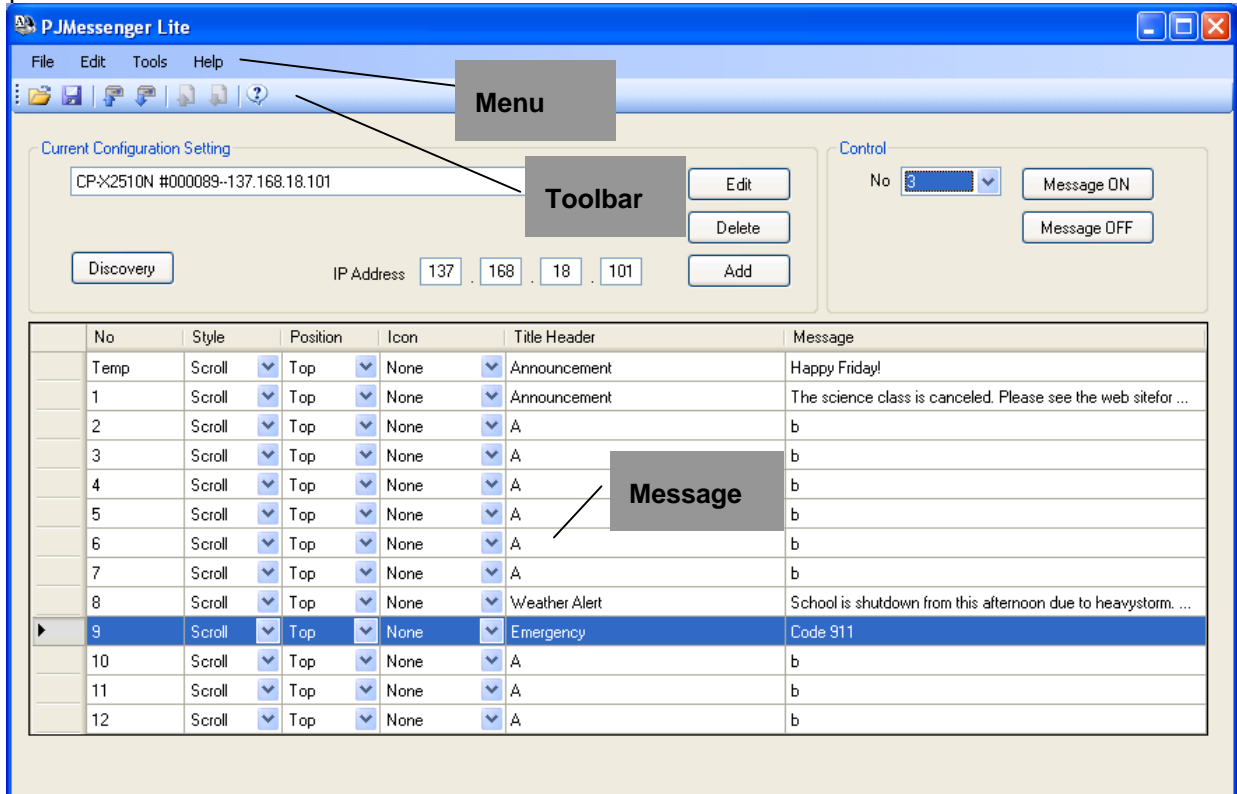 PJMessenger Lite
File Edit Tools Help
Menu
Current Configuration Setting
Control
CP-X2510N #000089--137.168.18.101
Toolbar
Edit
No 3
Message ON
Delete
Message OFF
Discovery
IP Address 137 . 168 . 18 . 101
Add
No Style Position Icon Title Header Message
Temp Scroll Top None Announcement Happy Friday!
1 Scroll Top None Announcement The science class is canceled. Please see the web sitefor ...
2 Scroll Top None A b
3 Scroll Top None A b
4 Scroll Top None A b
Message
5 Scroll Top None A b
6 Scroll Top None A b
7 Scroll Top None A b
8 Scroll Top None Weather Alert School is shutdown from this afternoon due to heavystorm. ...
9 Scroll Top None Emergency Code 911
10 Scroll Top None A b
11 Scroll Top None A b
12 Scroll Top None A b